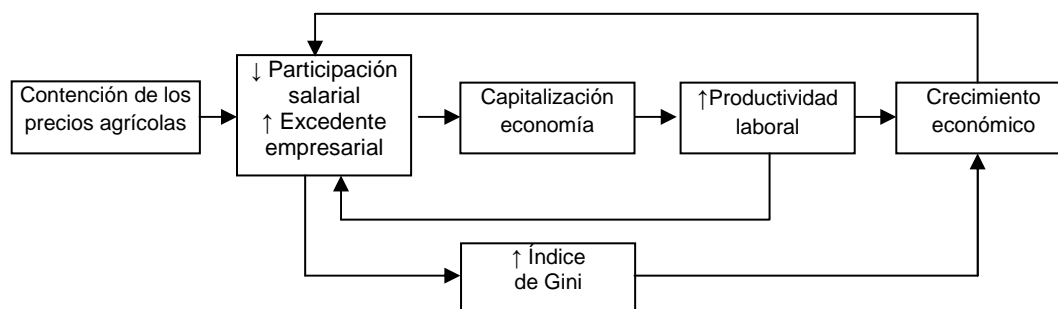 Contención de los
precios agrícolas
↓ Participación
salarial
↑ Excedente
empresarial
Capitalización
economía
↑Productividad
laboral
Crecimiento
económico
↑ Índice
de Gini